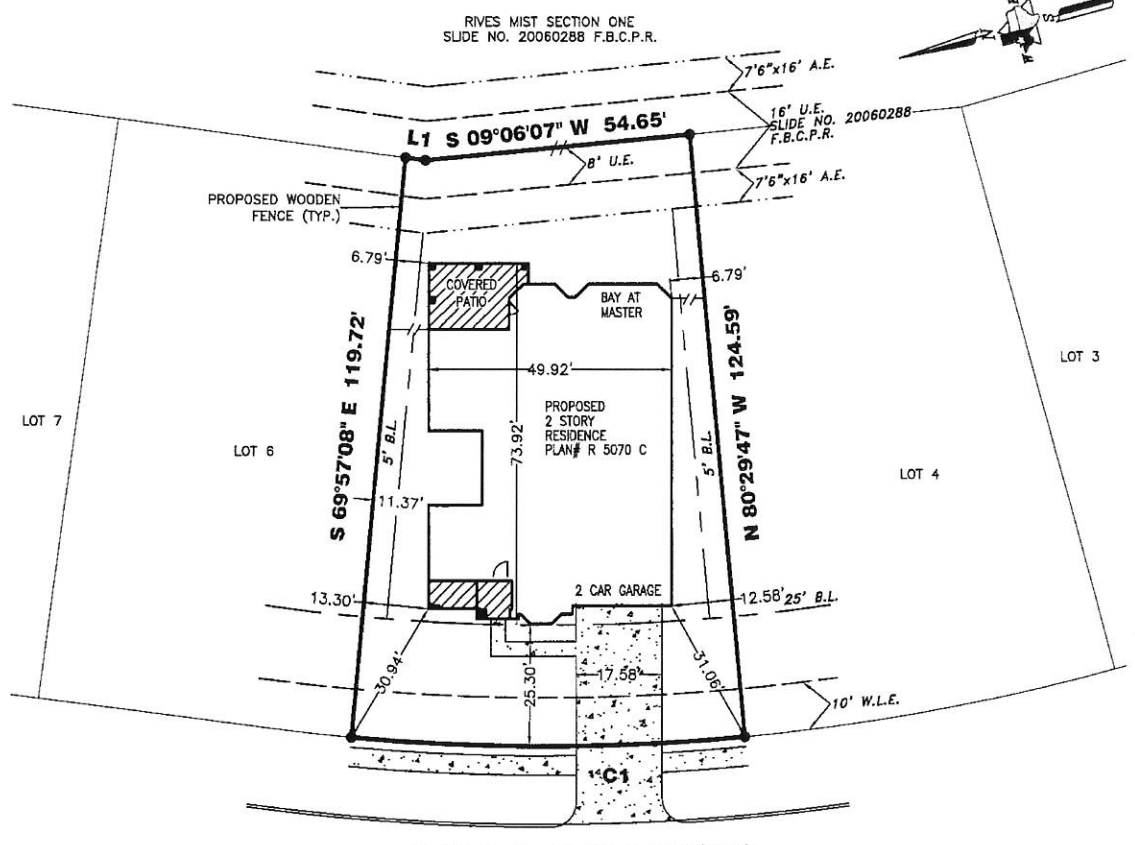 RIVES MIST SECTION ONE
SLIDE NO. 20060288 F.B.C.P.R.
N
S
7'6"x16' A.E.
16' U.E.
SLIDE NO. 20060288
F.B.C.P.R.
L1 S 09°06'07" W 54.65'
8' U.E.
7'6"x16' A.E.
PROPOSED WOODEN
FENCE (TYP.)
6.79'
COVERED
PATIO
BAY AT
MASTER
6.79'
S 69°57'08" E 119.72'
N 80°29'47" W 124.59'
49.92'
LOT 3
PROPOSED
2 STORY
RESIDENCE
PLAN# R 5070 C
73.92'
LOT 7
LOT 6
5' B.L.
5' B.L.
LOT 4
11.37'
2 CAR GARAGE
13.30'
12.58'
25' B.L.
30.94'
25.30'
17.58'
31.06'
10' W.L.E.
C1